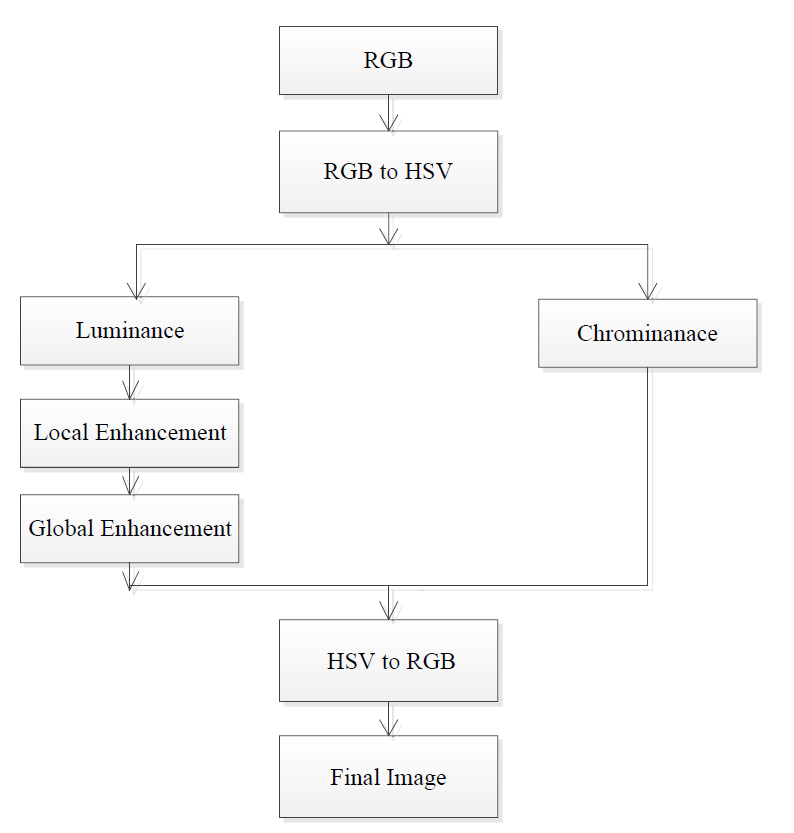 RGB
RGB to HSV
Luminance
Chrominanace
Local Enhancement
Global Enhancement
HSV to RGB
Final Image